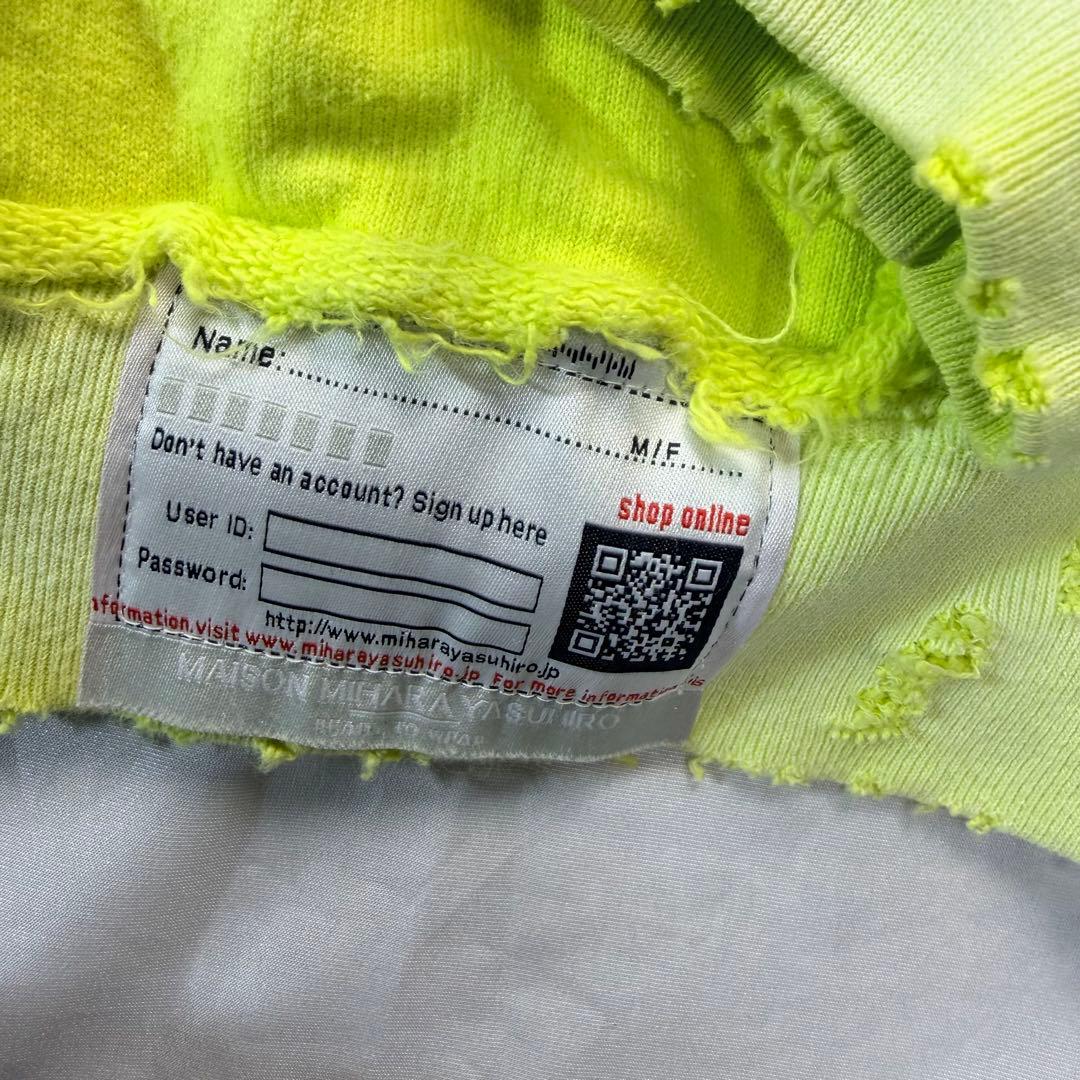 Name:
M/F
Don't have an account? Sign up here
shop online
User ID:
Password:
http://www.miharayasuhiro.jp
nformation.visit www.miharayasuhiro.jp For more informatio
MAISON MIHARA YASUHIRO